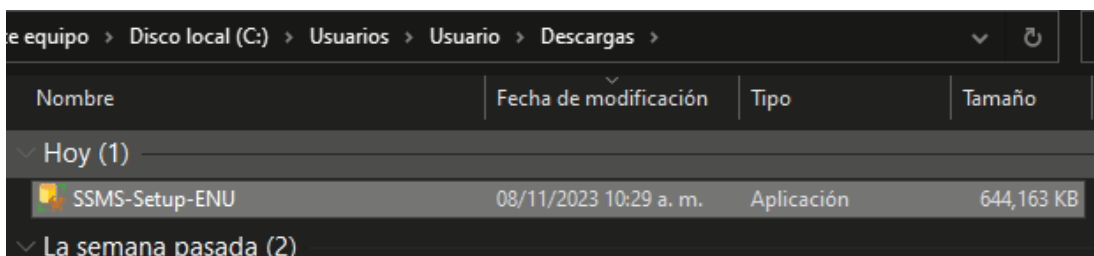 e equipo > Disco local (C:) > Usuarios > Usuario > Descargas >
Nombre Fecha de modificación Tipo Tamaño
Hoy (1)
SSMS-Setup-ENU 08/11/2023 10:29 a. m. Aplicación 644,163 KB
La semana pasada (2)